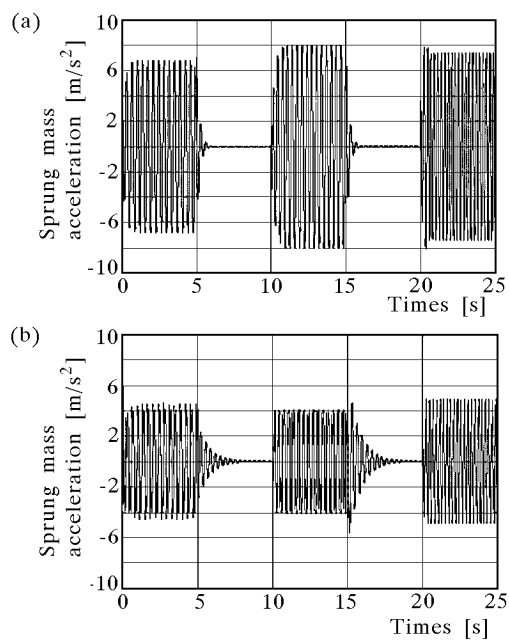 (a)
Sprung mass
acceleration [m/s²]
10
6
2
-2
-6
-10
0 5 10 15 20 25
Times [s]
(b)
Sprung mass
acceleration [m/s²]
10
6
2
-2
-6
-10
0 5 10 15 20 25
Times [s]